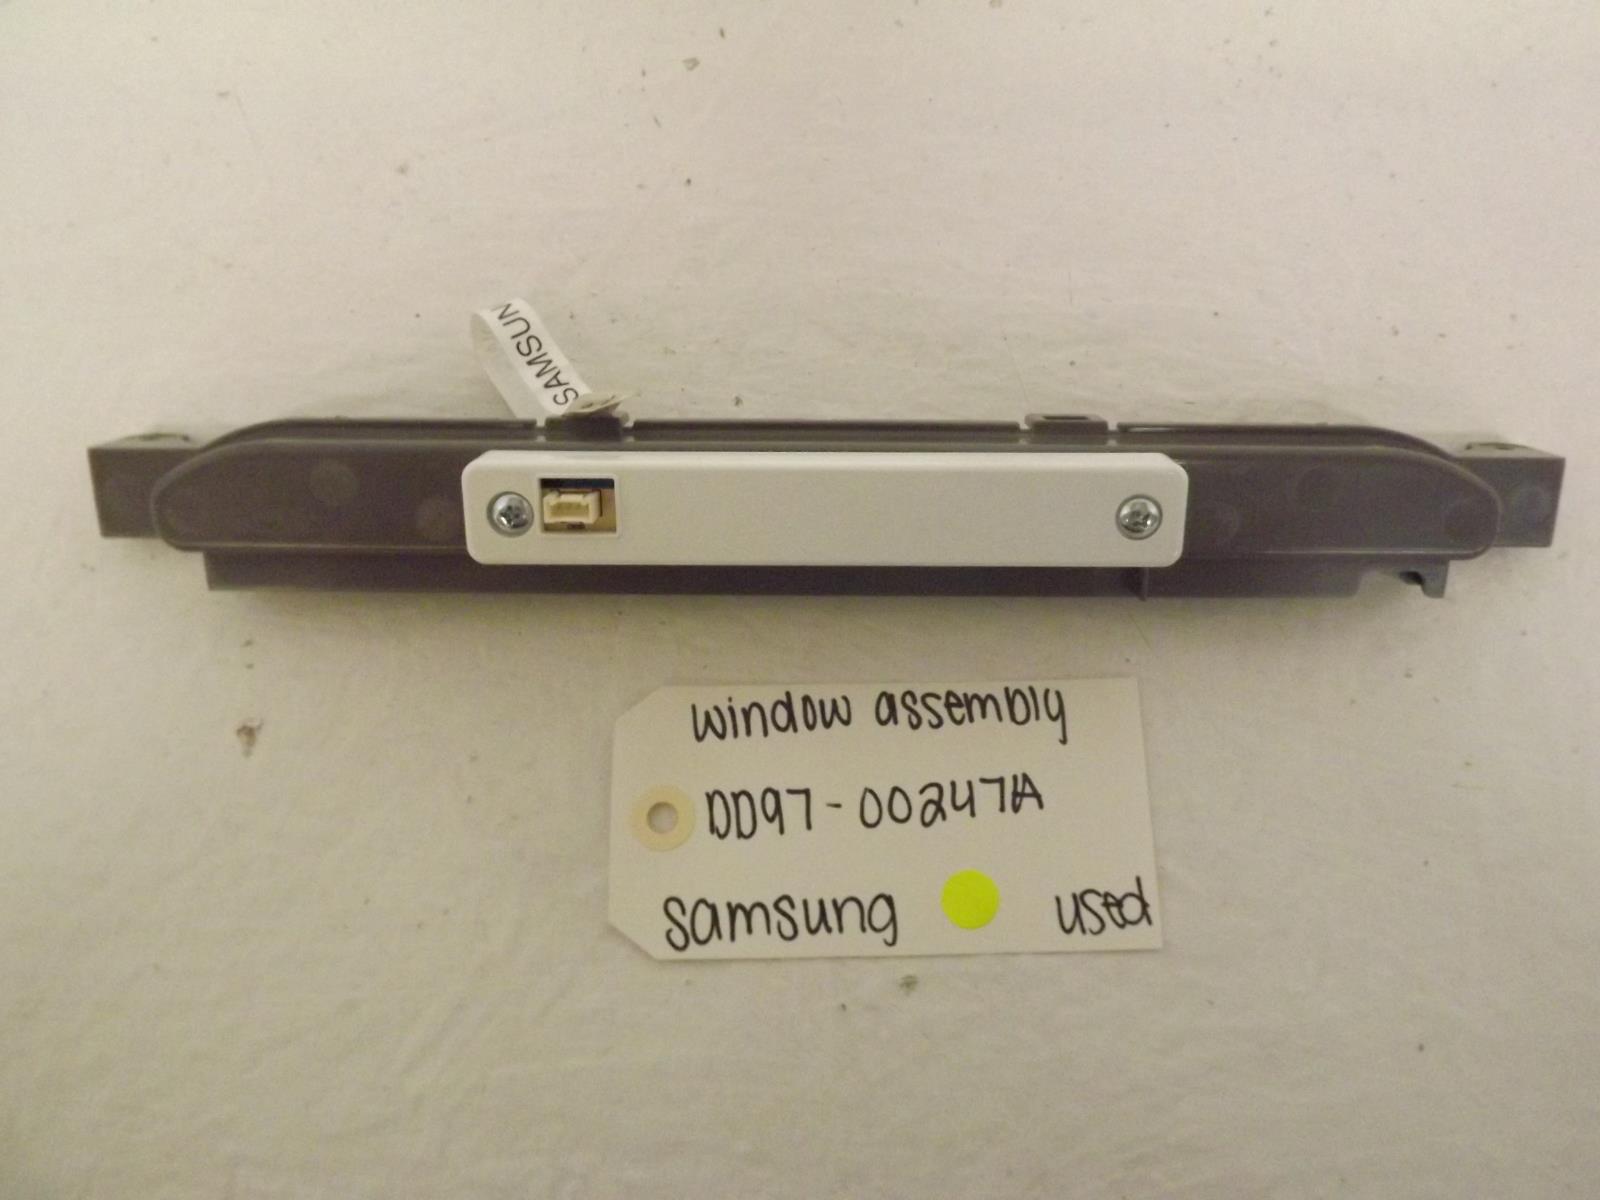 SAMSUN
window assembly
DD97-00247A
samsung used